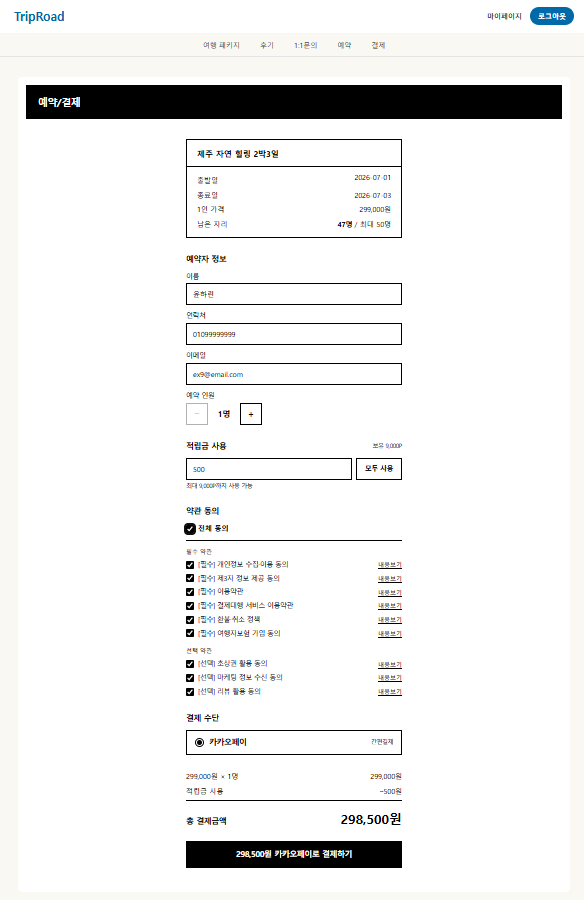 TripRoad
마이페이지 로그아웃
여행 패키지 후기 1:1문의 예약 결제
예약/결제
제주 자연 힐링 2박3일
출발일 2026-07-01
종료일 2026-07-03
1인 가격 299,000원
남은 자리 47명 / 최대 50명
예약자 정보
이름
윤하린
연락처
01099999999
이메일
ex9@email.com
예약 인원
− 1명 +
적립금 사용 보유 9,000P
500 모두 사용
최대 9,000P까지 사용 가능
약관 동의
전체 동의
필수 약관
[필수] 개인정보 수집·이용 동의 내용보기
[필수] 제3자 정보 제공 동의 내용보기
[필수] 이용약관 내용보기
[필수] 결제대행 서비스 이용약관 내용보기
[필수] 환불·취소 정책 내용보기
[필수] 여행자보험 가입 동의 내용보기
선택 약관
[선택] 초상권 활용 동의 내용보기
[선택] 마케팅 정보 수신 동의 내용보기
[선택] 리뷰 활용 동의 내용보기
결제 수단
카카오페이 간편결제
299,000원 × 1명 299,000원
적립금 사용 −500원
총 결제금액 298,500원
298,500원 카카오페이로 결제하기